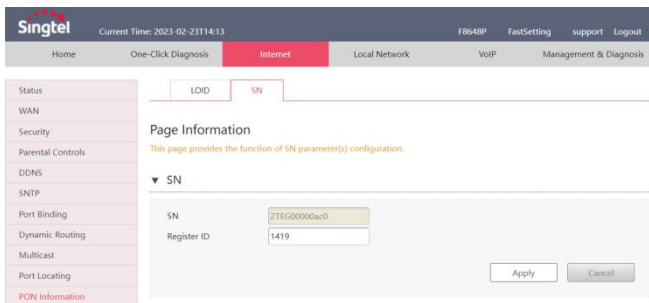 Singtel Current Time: 2023-02-23T14:13 F8648P FastSetting support Logout
Home One-Click Diagnosis Internet Local Network VoIP Management & Diagnosis
Status
WAN
Security
Parental Controls
DDNS
SNTP
Port Binding
Dynamic Routing
Multicast
Port Locating
PON Information
LOID SN
Page Information
This page provides the function of SN parameter(s) configuration.
▼ SN
SN ZTEG00000ac0
Register ID 1419
Apply Cancel